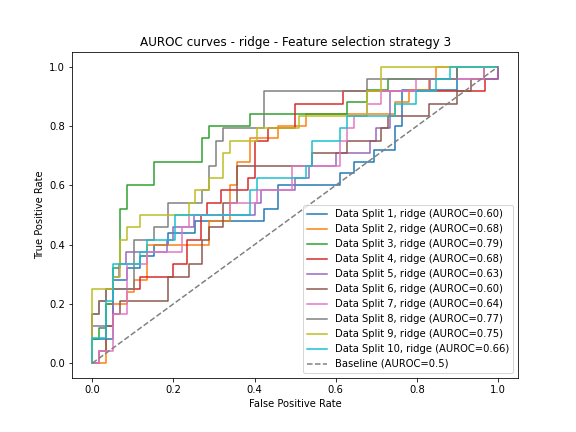 AUROC curves - ridge - Feature selection strategy 3
True Positive Rate
1.0
0.8
0.6
0.4
0.2
0.0
Data Split 1, ridge (AUROC=0.60)
Data Split 2, ridge (AUROC=0.68)
Data Split 3, ridge (AUROC=0.79)
Data Split 4, ridge (AUROC=0.68)
Data Split 5, ridge (AUROC=0.63)
Data Split 6, ridge (AUROC=0.60)
Data Split 7, ridge (AUROC=0.64)
Data Split 8, ridge (AUROC=0.77)
Data Split 9, ridge (AUROC=0.75)
Data Split 10, ridge (AUROC=0.66)
Baseline (AUROC=0.5)
0.0 0.2 0.4 0.6 0.8 1.0
False Positive Rate